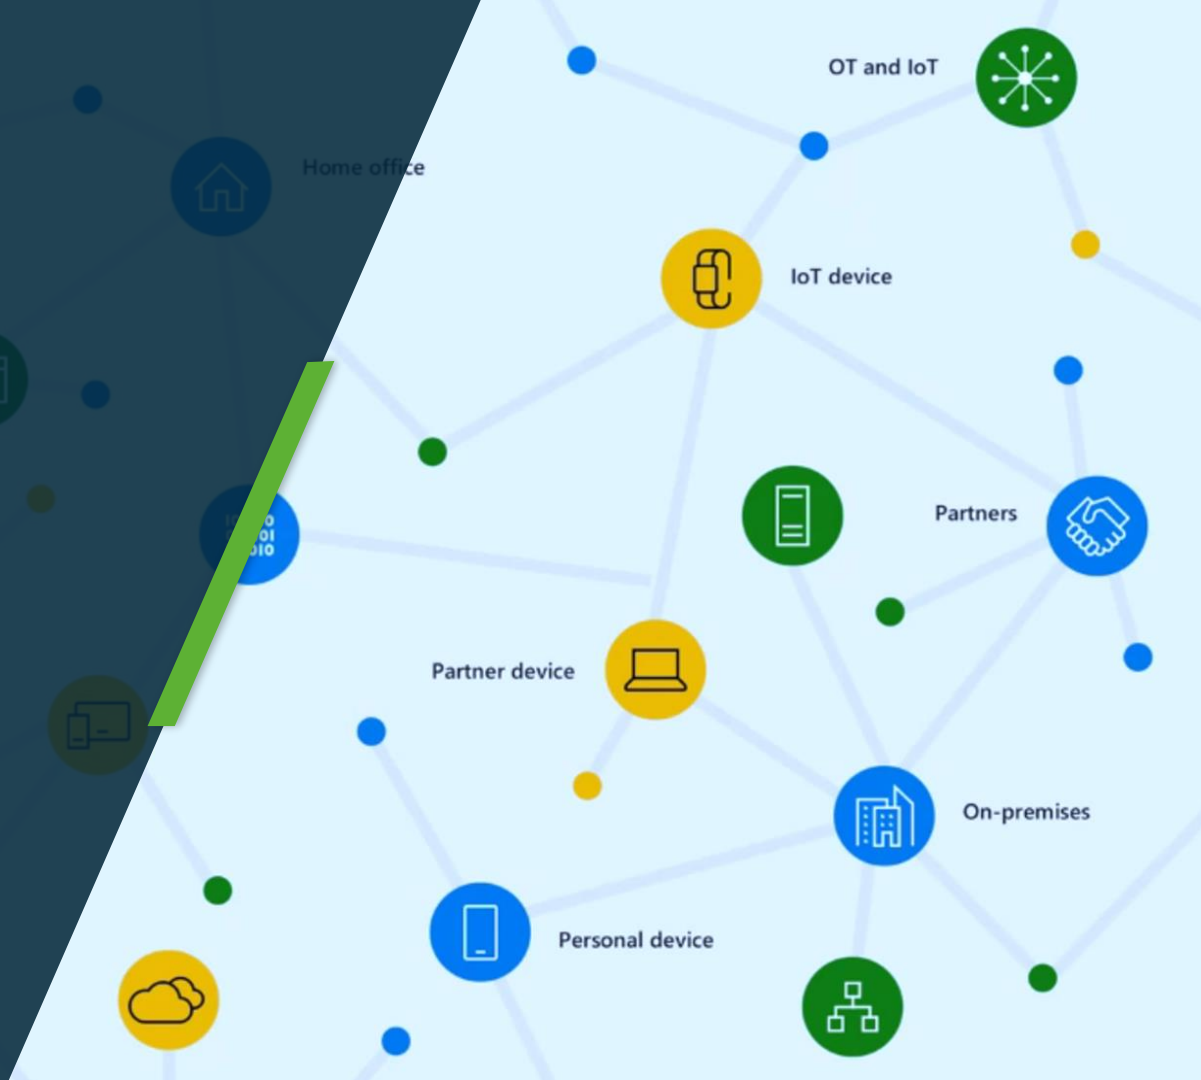 OT and IoT
Home office
IoT device
Partners
Partner device
On-premises
Personal device